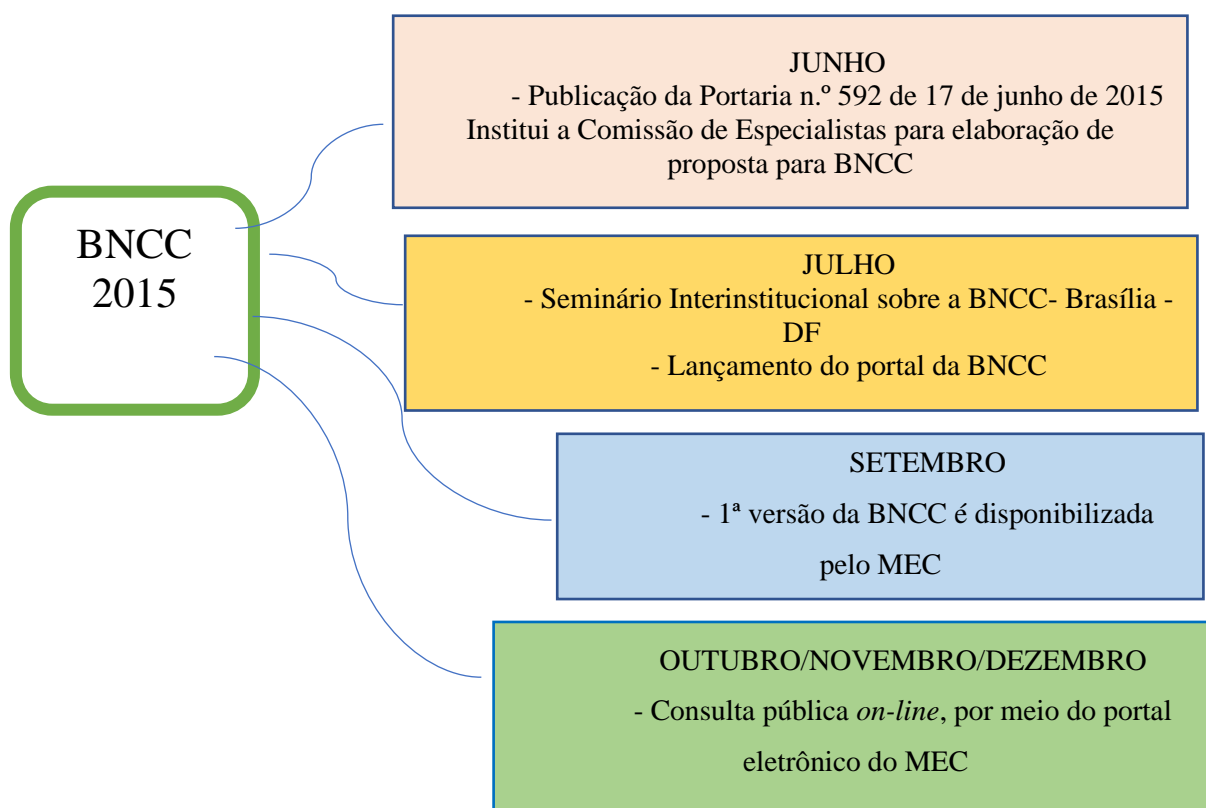 BNCC
2015
JUNHO
- Publicação da Portaria n.º 592 de 17 de junho de 2015
Institui a Comissão de Especialistas para elaboração de
proposta para BNCC
JULHO
- Seminário Interinstitucional sobre a BNCC- Brasília -
DF
- Lançamento do portal da BNCC
SETEMBRO
- 1ª versão da BNCC é disponibilizada
pelo MEC
OUTUBRO/NOVEMBRO/DEZEMBRO
- Consulta pública on-line, por meio do portal
eletrônico do MEC